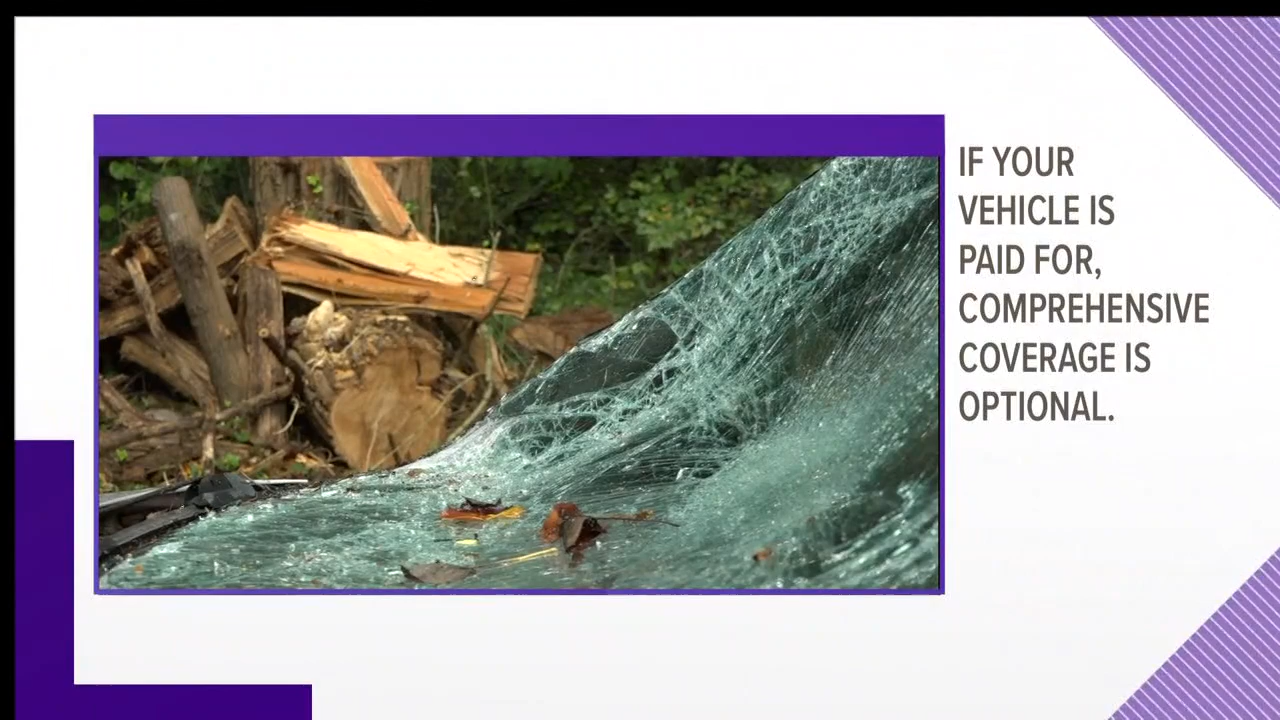 IF YOUR
VEHICLE IS
PAID FOR,
COMPREHENSIVE
COVERAGE IS
OPTIONAL.